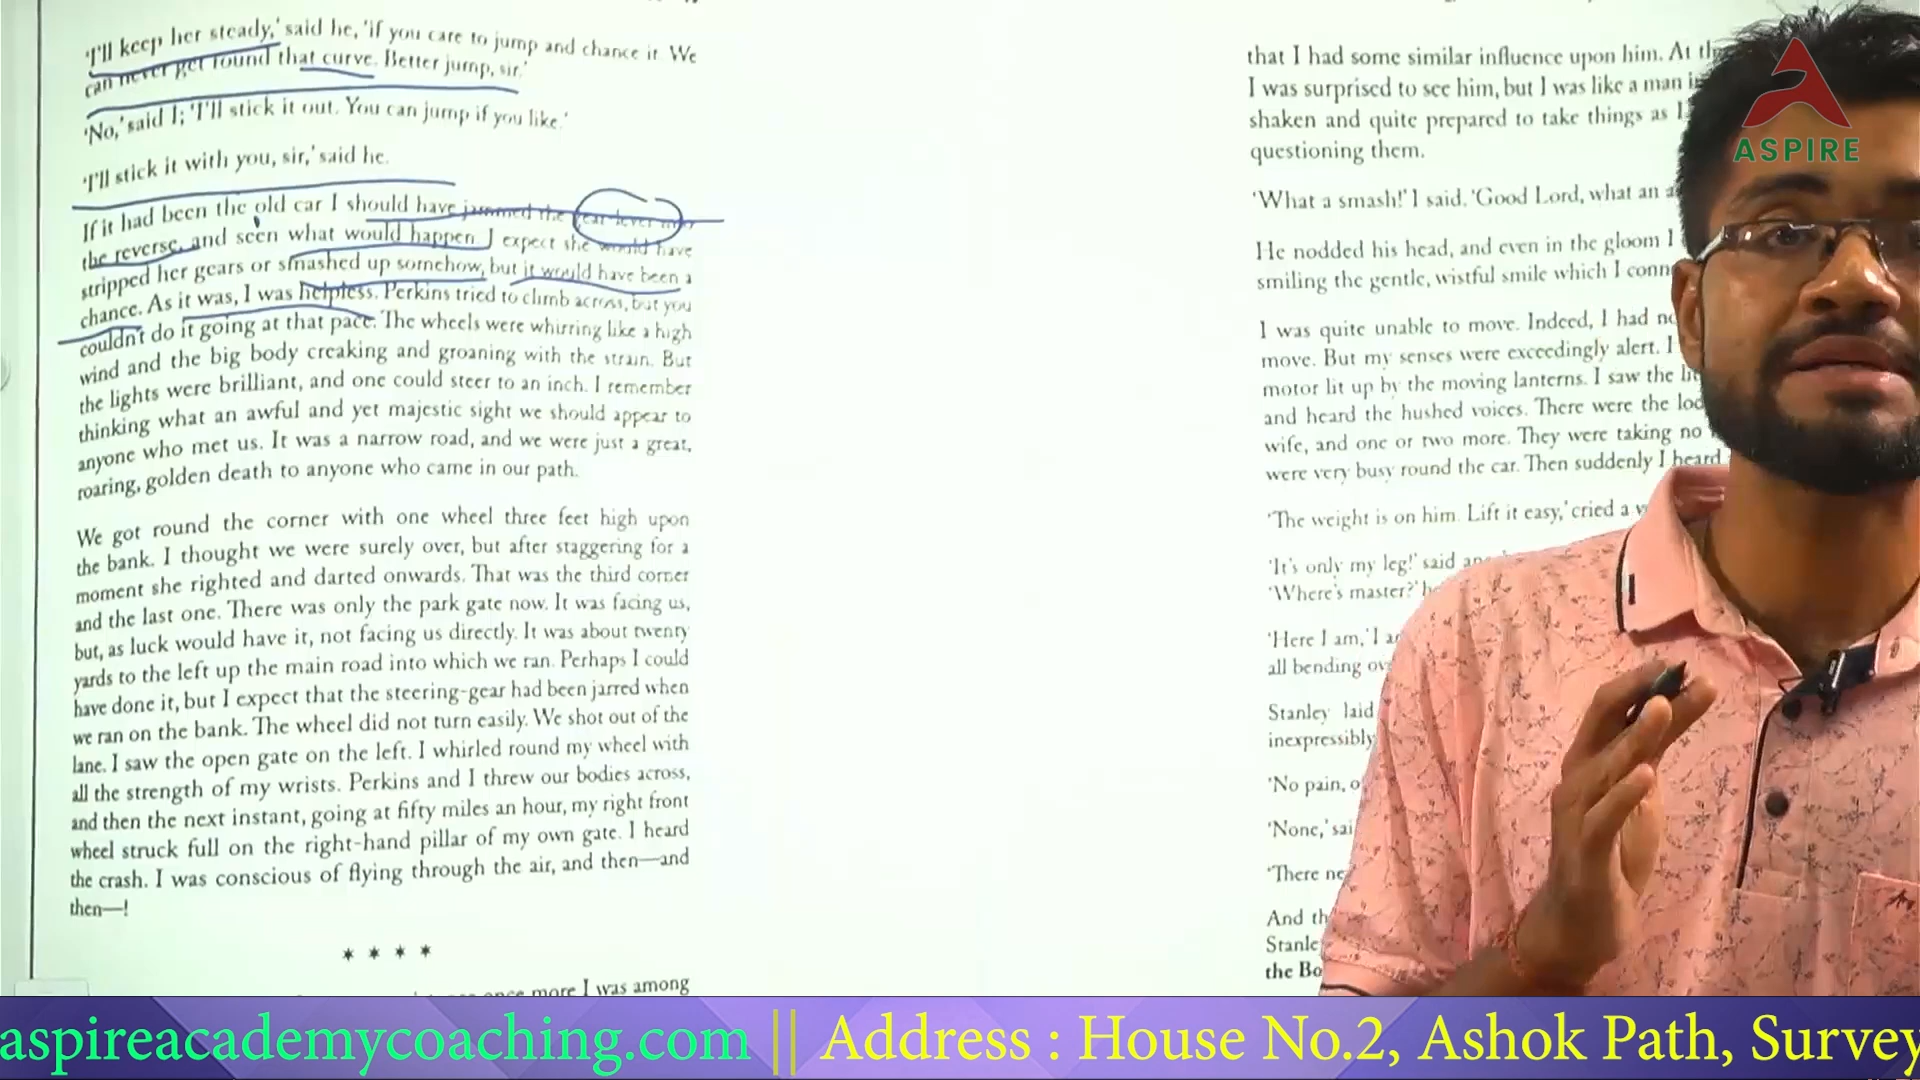 'I'll keep her steady,' said he, 'if you care to jump and chance it. We
can never get round that curve. Better jump, sir.'
'No,' said I; 'I'll stick it out. You can jump if you like.'
'I'll stick it with you, sir,' said he.
If it had been the old car I should have jammed the gear-lever into
the reverse, and seen what would happen. I expect she would have
stripped her gears or smashed up somehow, but it would have been a
chance. As it was, I was helpless. Perkins tried to climb across, but you
couldn't do it going at that pace. The wheels were whirring like a high
wind and the big body creaking and groaning with the strain. But
the lights were brilliant, and one could steer to an inch. I remember
thinking what an awful and yet majestic sight we should appear to
anyone who met us. It was a narrow road, and we were just a great,
roaring, golden death to anyone who came in our path.
We got round the corner with one wheel three feet high upon
the bank. I thought we were surely over, but after staggering for a
moment she righted and darted onwards. That was the third corner
and the last one. There was only the park gate now. It was facing us,
but, as luck would have it, not facing us directly. It was about twenty
yards to the left up the main road into which we ran. Perhaps I could
have done it, but I expect that the steering-gear had been jarred when
we ran on the bank. The wheel did not turn easily. We shot out of the
lane. I saw the open gate on the left. I whirled round my wheel with
all the strength of my wrists. Perkins and I threw our bodies across,
and then the next instant, going at fifty miles an hour, my right front
wheel struck full on the right-hand pillar of my own gate. I heard
the crash. I was conscious of flying through the air, and then—and
then—!
* * * *
once more I was among
that I had some similar influence upon him. At
I was surprised to see him, but I was like a man
shaken and quite prepared to take things as I
questioning them.
'What a smash!' I said. 'Good Lord, what an
He nodded his head, and even in the gloom I
smiling the gentle, wistful smile which I
I was quite unable to move. Indeed, I had
move. But my senses were exceedingly alert. I
motor lit up by the moving lanterns. I saw the
and heard the hushed voices. There were the
wife, and one or two more. They were taking no
were very busy round the car. Then suddenly I heard
'The weight is on him. Lift it easy,' cried a
'It's only my leg!' said
'Where's master?'
'Here I am,' I
all bending
Stanley laid
inexpressibly
'No pain,
'None,'
'There
And
the
ASPIRE
aspireacademycoaching.com || Address : House No.2, Ashok Path, Survey